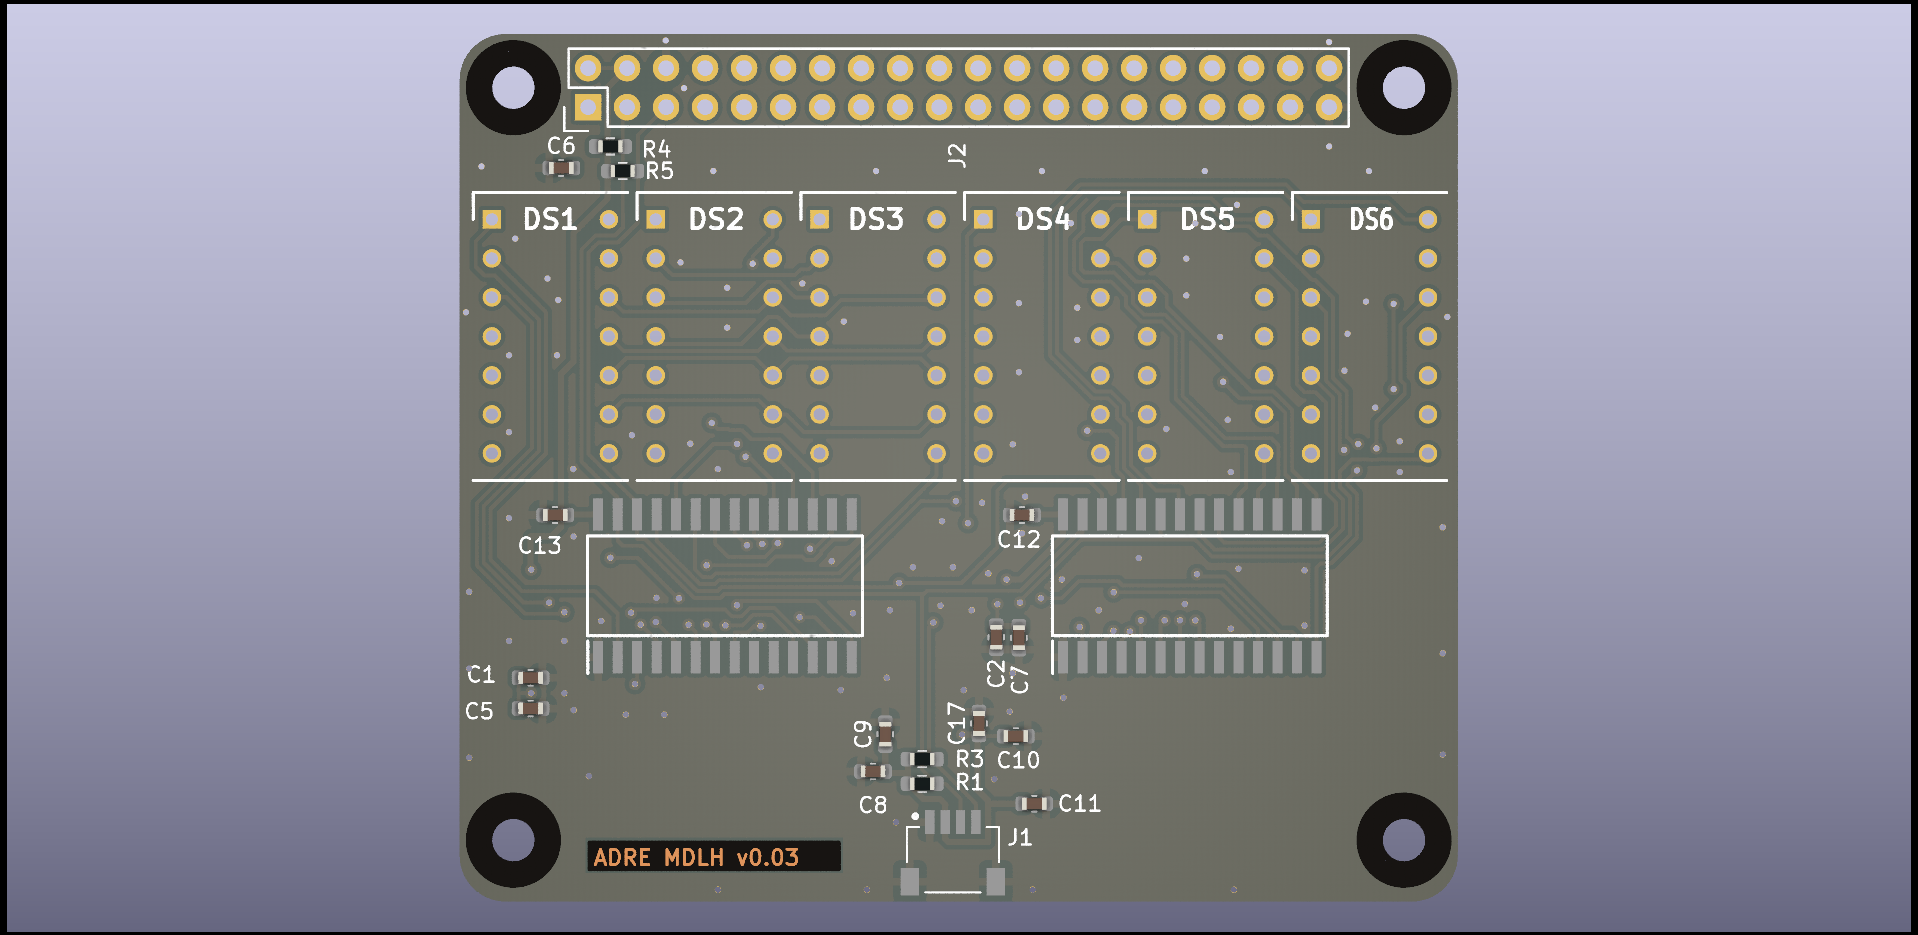 C6
R4
R5
J2
DS1 DS2 DS3 DS4 DS5 DS6
C13
C12
C1
C5
C2
C7
C9
C17
R3
C10
R1
C8
C11
J1
ADRE MDLH v0.03